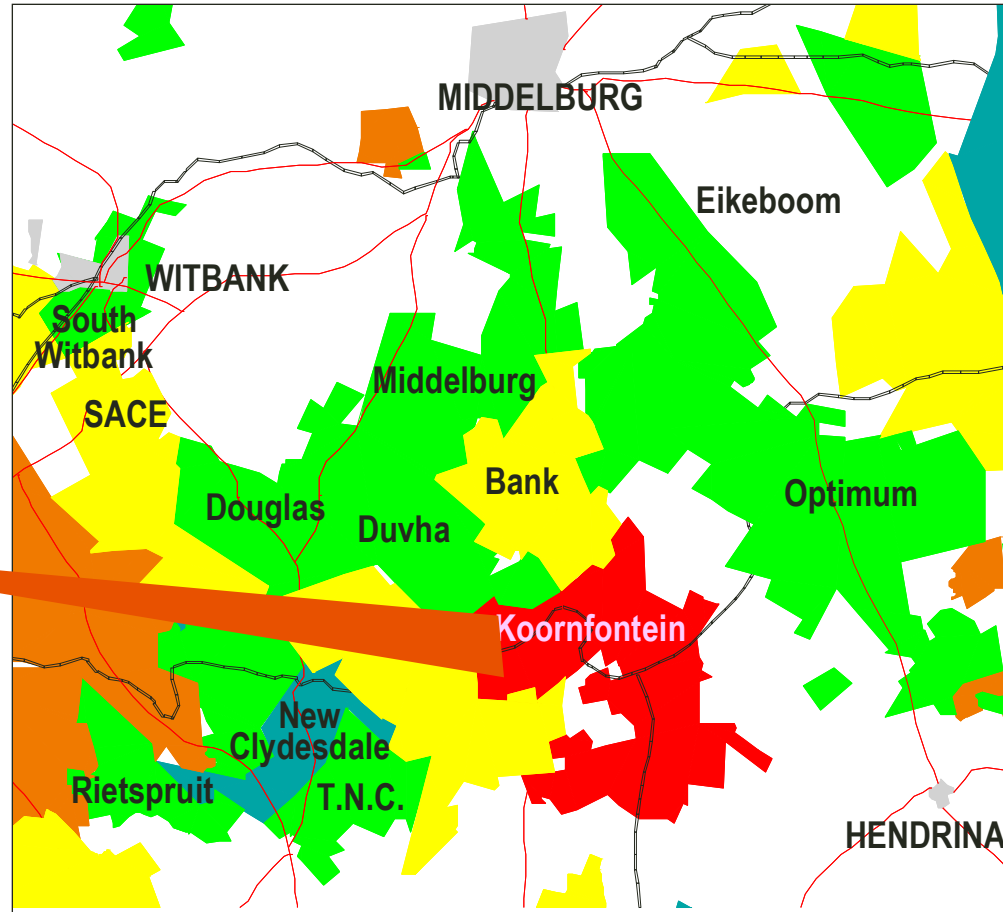 MIDDELBURG
Eikeboom
WITBANK
South
Witbank
Middelburg
SACE
Bank
Optimum
Douglas
Duvha
Koornfontein
New
Clydesdale
Rietspruit
T.N.C.
HENDRINA